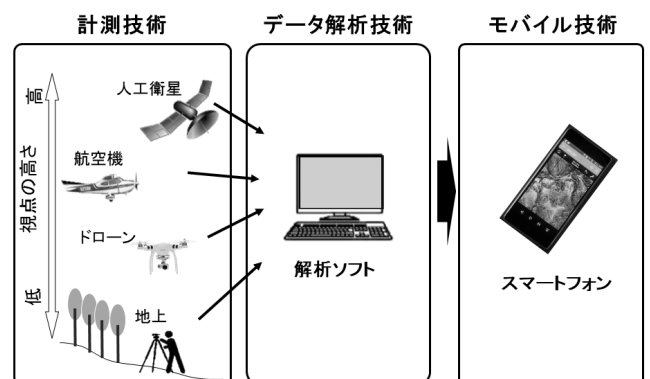 計測技術
データ解析技術
モバイル技術
高
視点の高さ
低
人工衛星
航空機
ドローン
地上
解析ソフト
スマートフォン